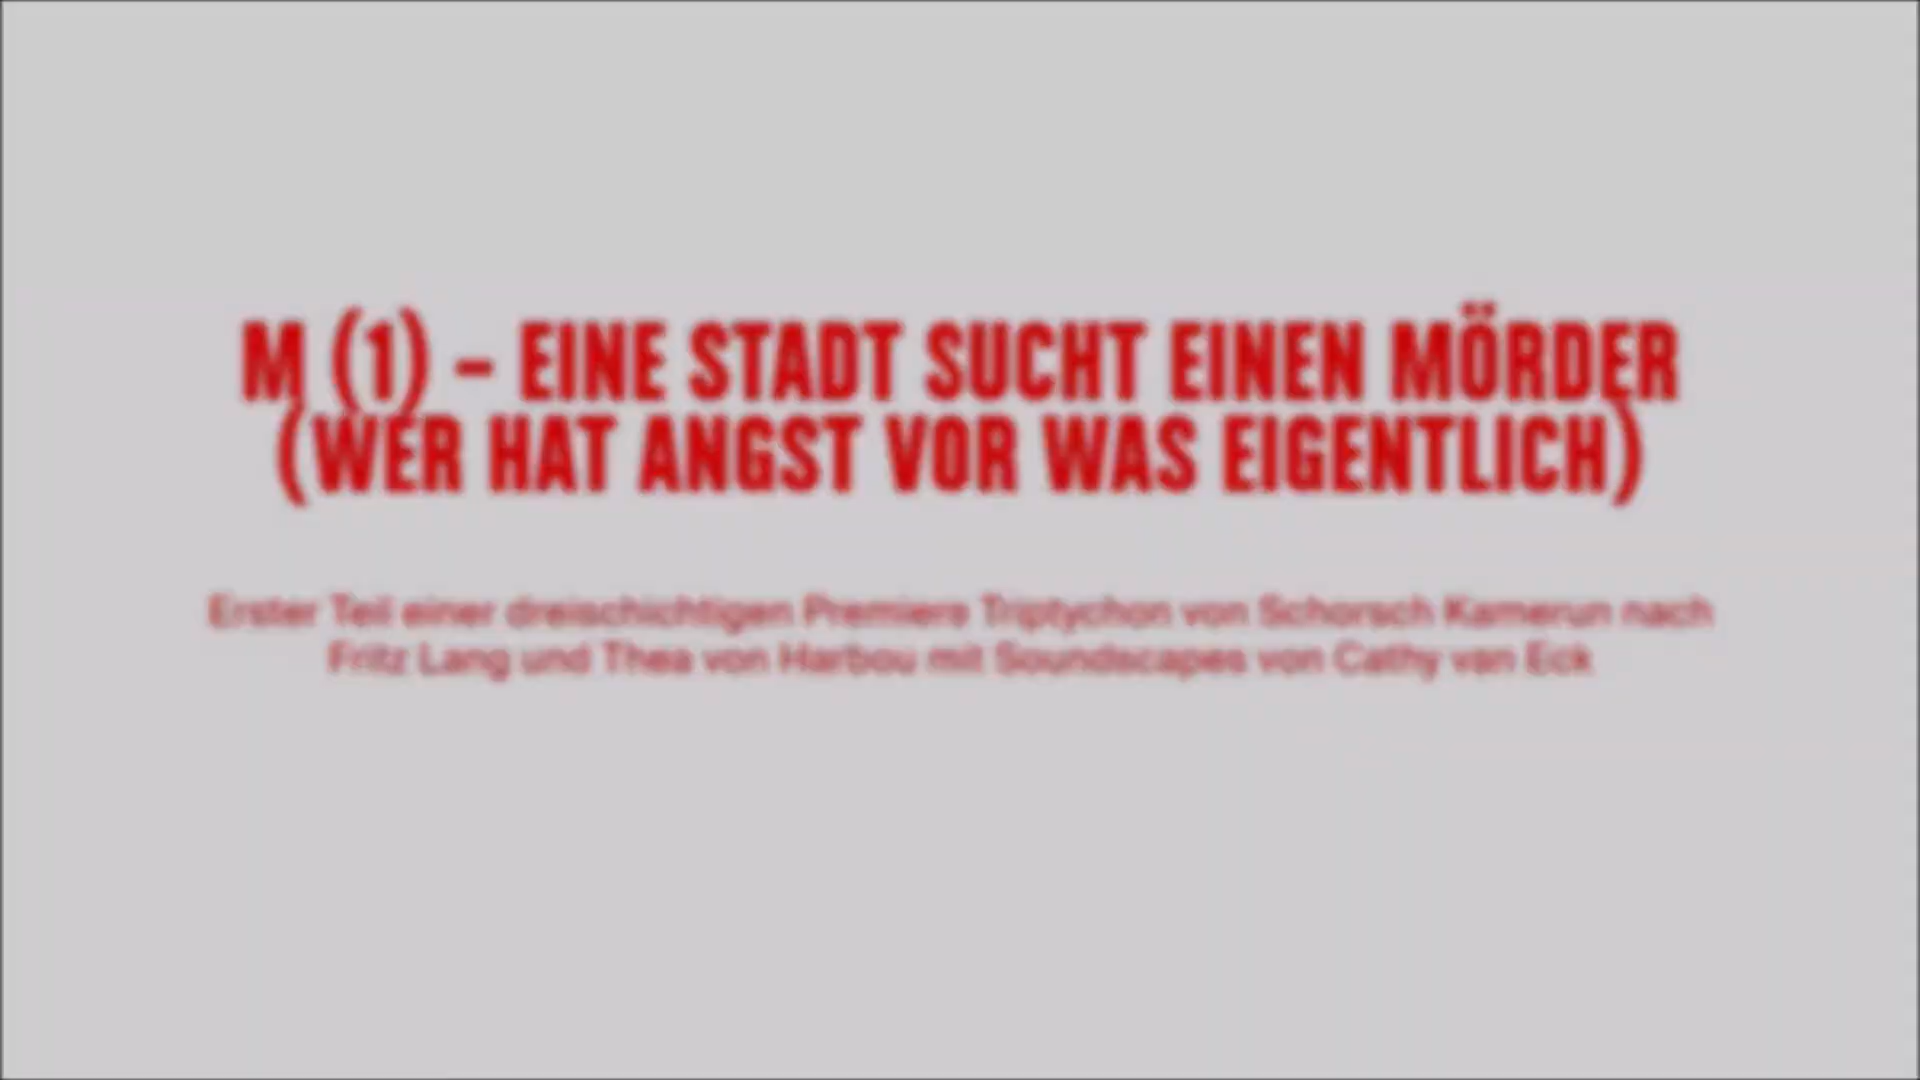 M (1) – EINE STADT SUCHT EINEN MÖRDER
(WER HAT ANGST VOR WAS EIGENTLICH)
Erster Teil einer dreischichtigen Premiere Triptychon von Schorsch Kamerun nach
Fritz Lang und Thea von Harbou mit Soundscapes von Cathy van Eck